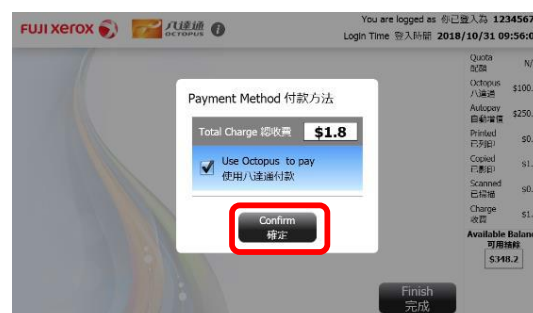 FUJI XEROX 八達通 OCTOPUS
You are logged as 你已登入為 1234567
Login Time 登入時間 2018/10/31 09:56:0
Quota N/
配額
Octopus $100.
八達通
Autopay $250.
自動增值
Printed $0.
已列印
Copied $1.
已影印
Scanned $0.
已掃描
Charge $1.
收費
Available Balanc
可用結餘
$348.2
Payment Method 付款方法
Total Charge 總收費 $1.8
Use Octopus to pay
使用八達通付款
Confirm
確定
Finish
完成